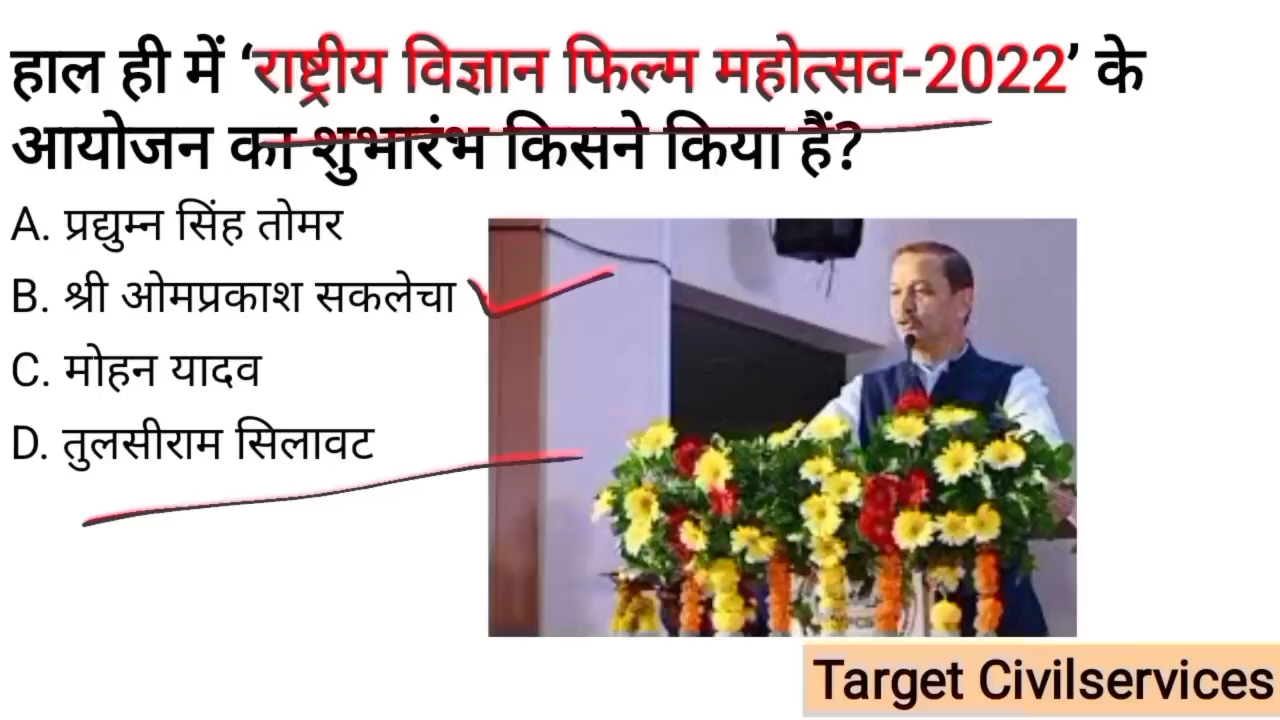 हाल ही में ‘राष्ट्रीय विज्ञान फिल्म महोत्सव-2022’ के
आयोजन का शुभारंभ किसने किया हैं?
A. प्रद्युम्न सिंह तोमर
B. श्री ओमप्रकाश सकलेचा
C. मोहन यादव
D. तुलसीराम सिलावट
Target Civilservices